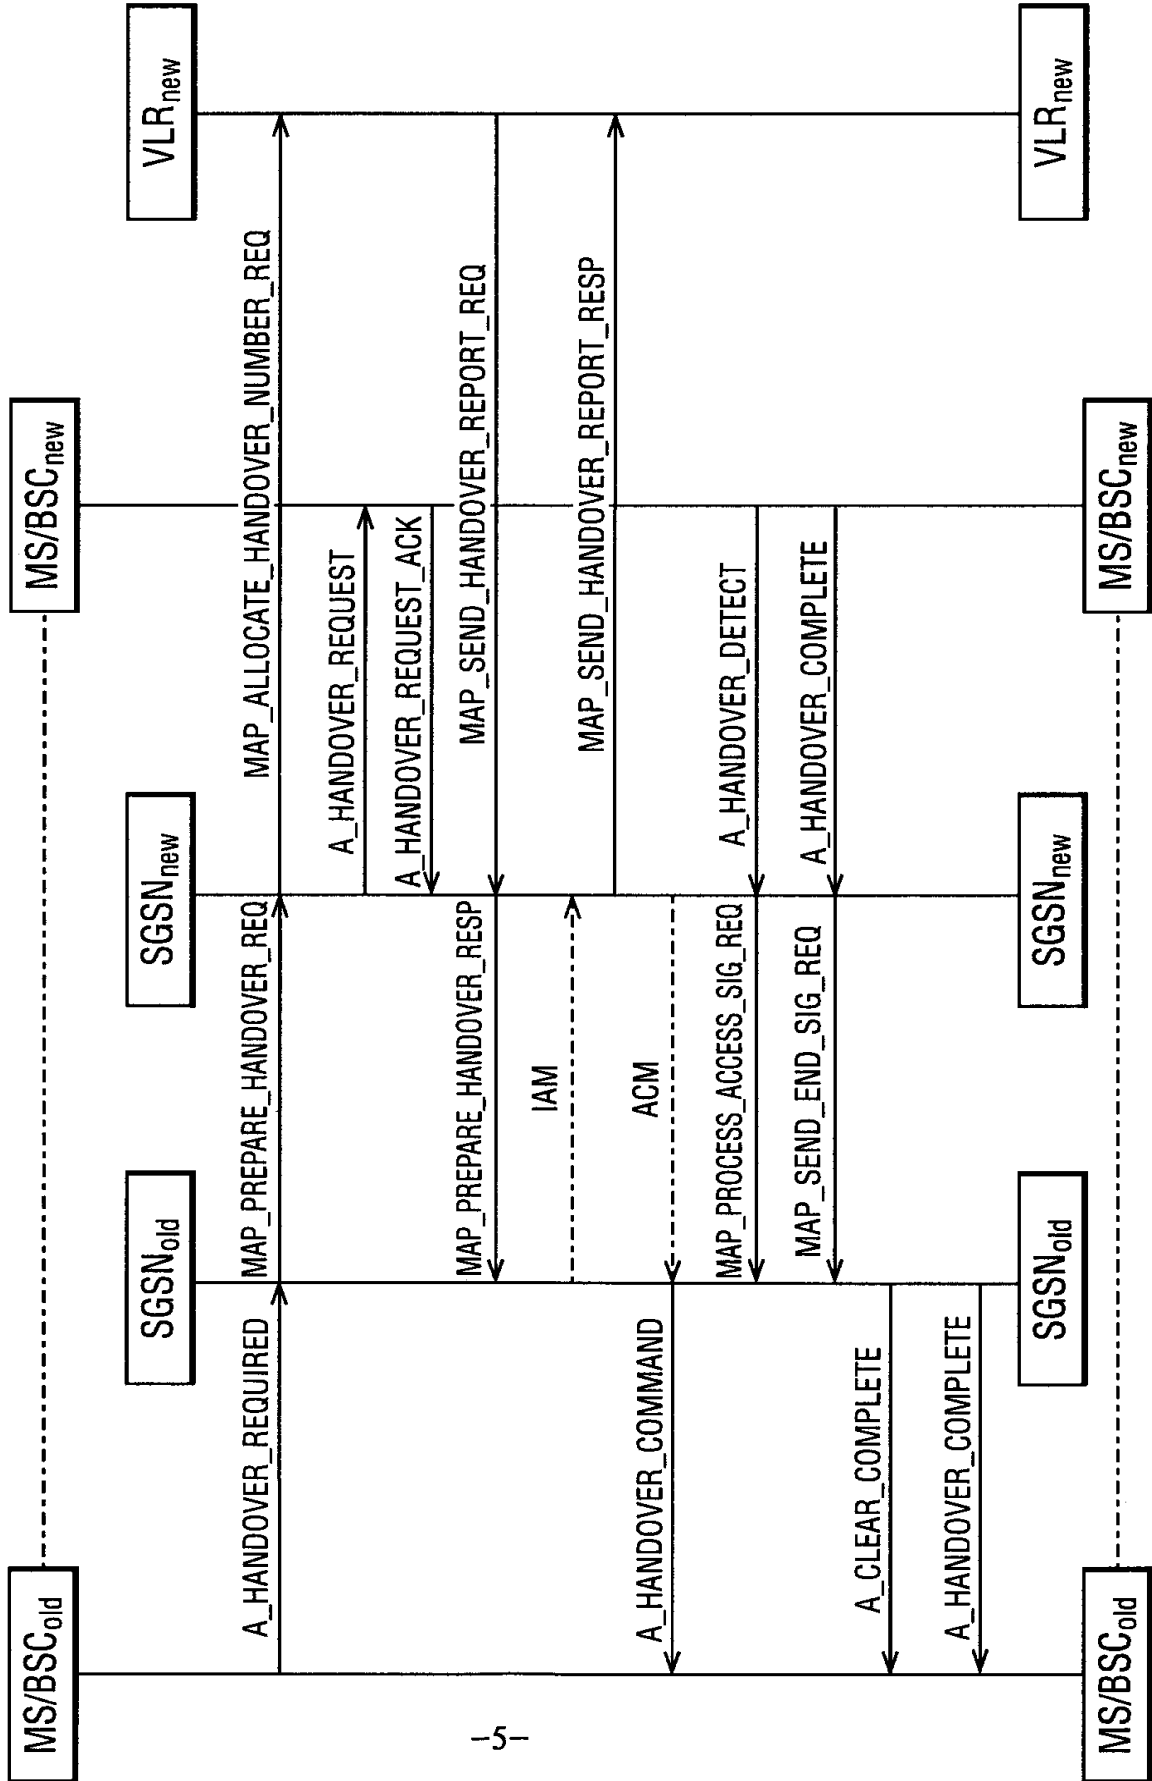 MS/BSCold
MS/BSCnew
SGSNold
SGSNnew
VLRnew
A_HANDOVER_REQUIRED
MAP_PREPARE_HANDOVER_REQ
MAP_ALLOCATE_HANDOVER_NUMBER_REQ
A_HANDOVER_REQUEST
A_HANDOVER_REQUEST_ACK
MAP_PREPARE_HANDOVER_RESP
MAP_SEND_HANDOVER_REPORT_REQ
IAM
MAP_SEND_HANDOVER_REPORT_RESP
A_HANDOVER_COMMAND
ACM
MAP_PROCESS_ACCESS_SIG_REQ
A_HANDOVER_DETECT
MAP_SEND_END_SIG_REQ
A_HANDOVER_COMPLETE
A_CLEAR_COMPLETE
A_HANDOVER_COMPLETE
SGSNold
SGSNnew
VLRnew
MS/BSCold
MS/BSCnew
–5–